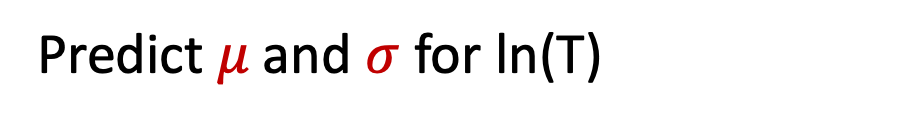 Predict μ and σ for ln(T)